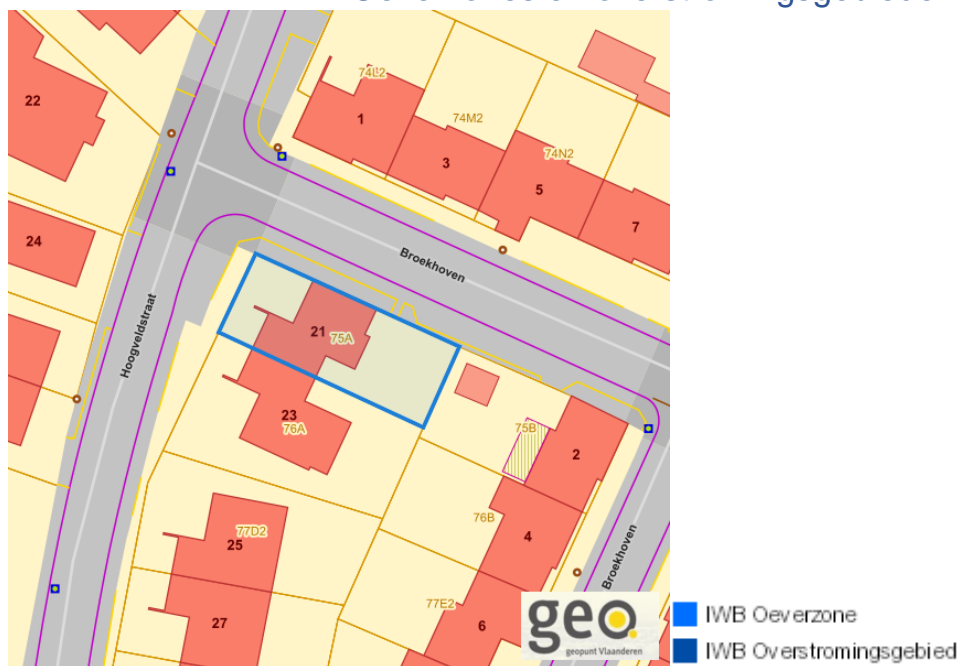 22
74L2
1
74M2
3
74N2
5
7
24
Broekhoven
Hoogveldstraat
21
75A
23
76A
75B
2
76B
4
77D2
25
Broekhoven
77E2
27
6
geo.
geopunt Vlaanderen
IWB Oeverzone
IWB Overstromingsgebied